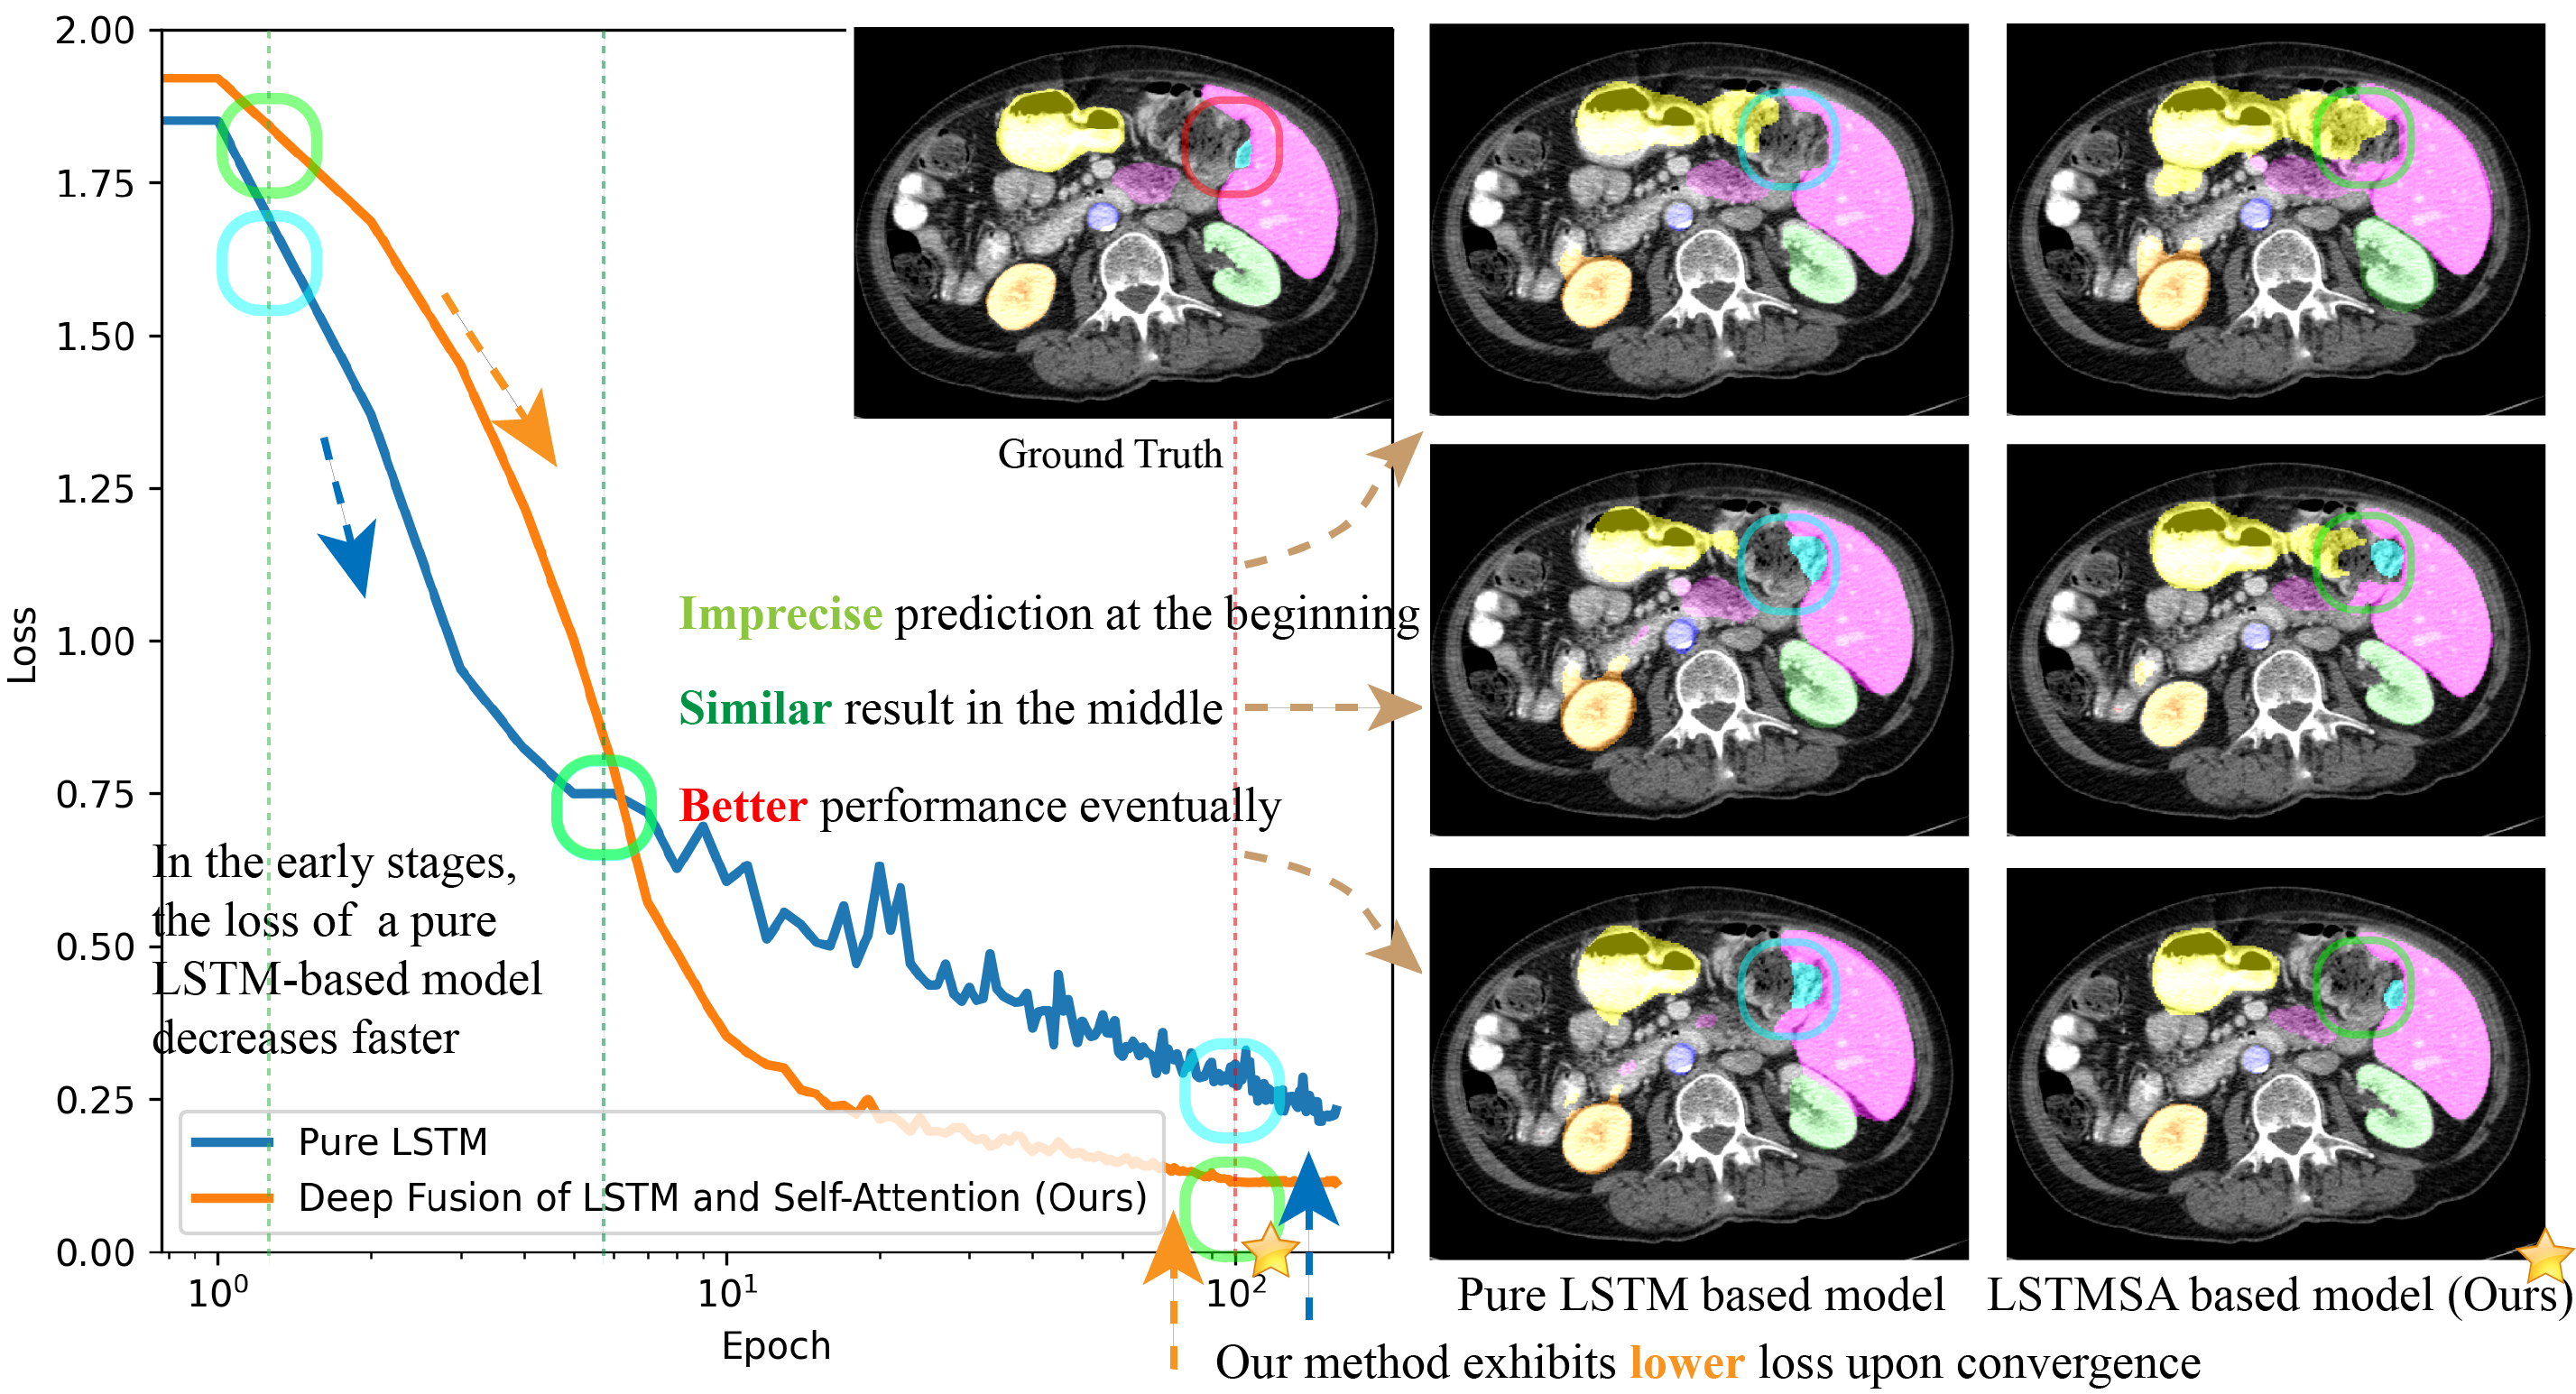 2.00
1.75
1.50
1.25
1.00
0.75
0.50
0.25
0.00
Loss
10⁰
10¹
10²
Epoch
Ground Truth
Imprecise prediction at the beginning
Similar result in the middle
Better performance eventually
In the early stages,
the loss of a pure
LSTM-based model
decreases faster
Pure LSTM
Deep Fusion of LSTM and Self-Attention (Ours)
Pure LSTM based model
LSTMSA based model (Ours)
Our method exhibits lower loss upon convergence